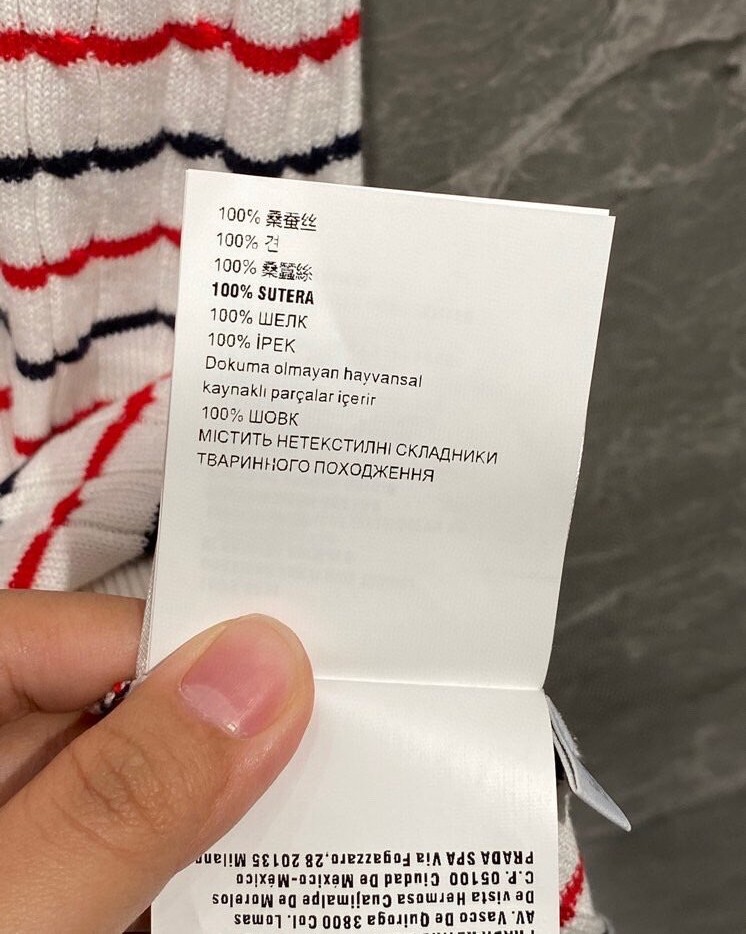 100% 桑蚕丝
100% 견
100% 桑蠶絲
100% SUTERA
100% ШЕЛК
100% İPEK
Dokuma olmayan hayvansal
kaynaklı parçalar içerir
100% ШОВК
МІСТИТЬ НЕТЕКСТИЛНІ СКЛАДНИКИ
ТВАРИННОГО ПОХОДЖЕННЯ
AV. Vasco De Quiroga 3800 Col. Lomas
De vista Hermosa Cuajimalpe De Morelos
C.P. 05100 Ciudad De México-México
PRADA SPA Via Fogazzaro,28 20135 Milano